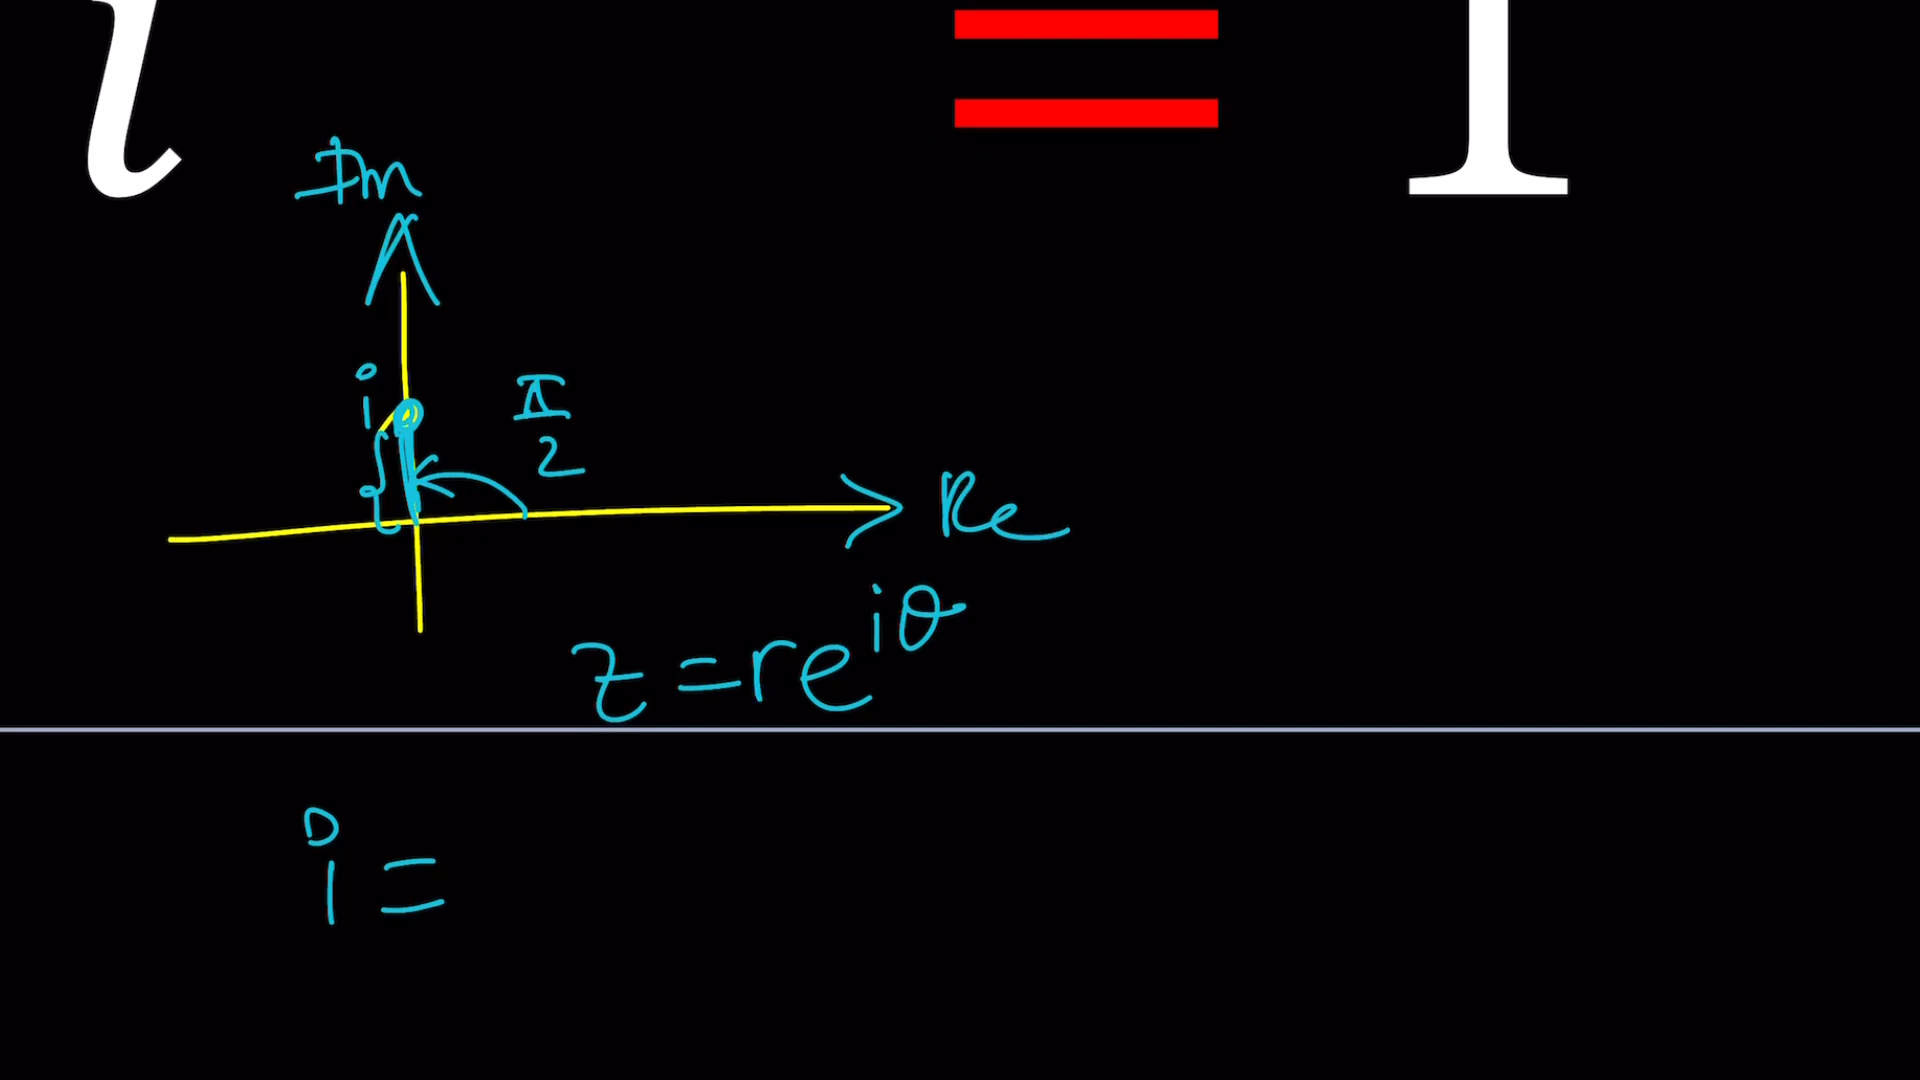 i = 1
Im
i
π/2
Re
z = re^{iθ}
i =